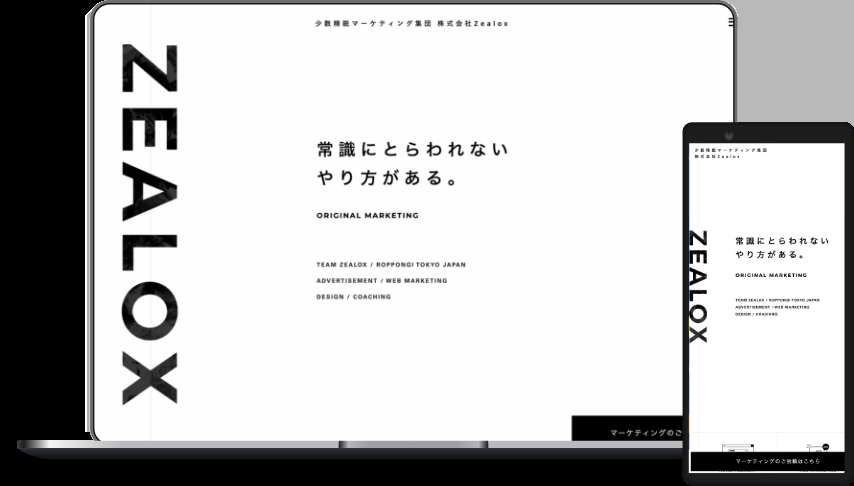 少数精鋭マーケティング集団 株式会社Zealox
ZEALOX
常識にとらわれない
やり方がある。
ORIGINAL MARKETING
TEAM ZEALOX / ROPPONGI TOKYO JAPAN
ADVERTISEMENT / WEB MARKETING
DESIGN / COACHING
マーケティングのご
少数精鋭マーケティング集団
株式会社Zealox
ZEALOX
常識にとらわれない
やり方がある。
ORIGINAL MARKETING
TEAM ZEALOX / ROPPONGI TOKYO JAPAN
ADVERTISEMENT / WEB MARKETING
DESIGN / COACHING
マーケティングのご依頼はこちら